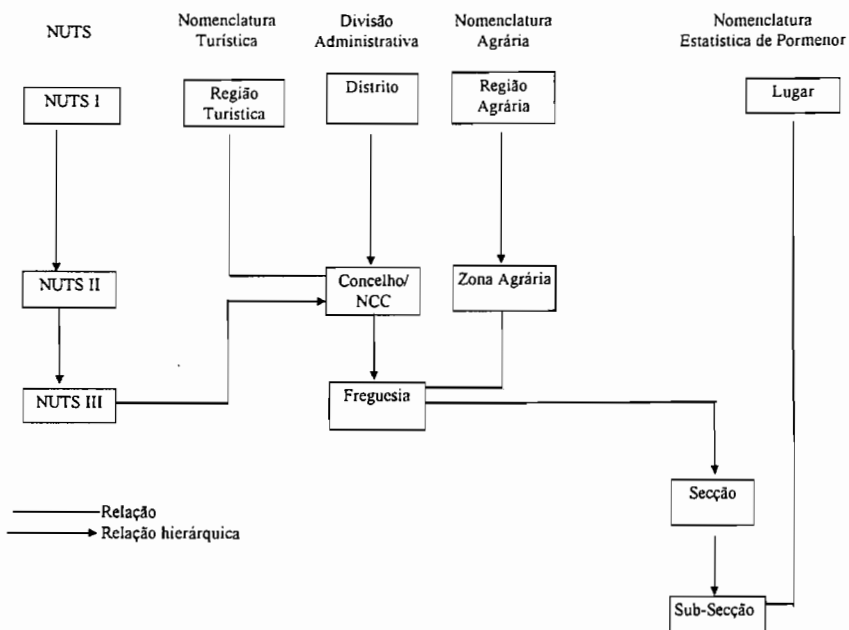 NUTS
Nomenclatura
Turística
Divisão
Administrativa
Nomenclatura
Agrária
Nomenclatura
Estatística de Pormenor
NUTS I
Região
Turistica
Distrito
Região
Agrária
Lugar
NUTS II
Concelho/
NCC
Zona Agrária
NUTS III
Freguesia
Secção
Sub-Secção
Relação
Relação hierárquica